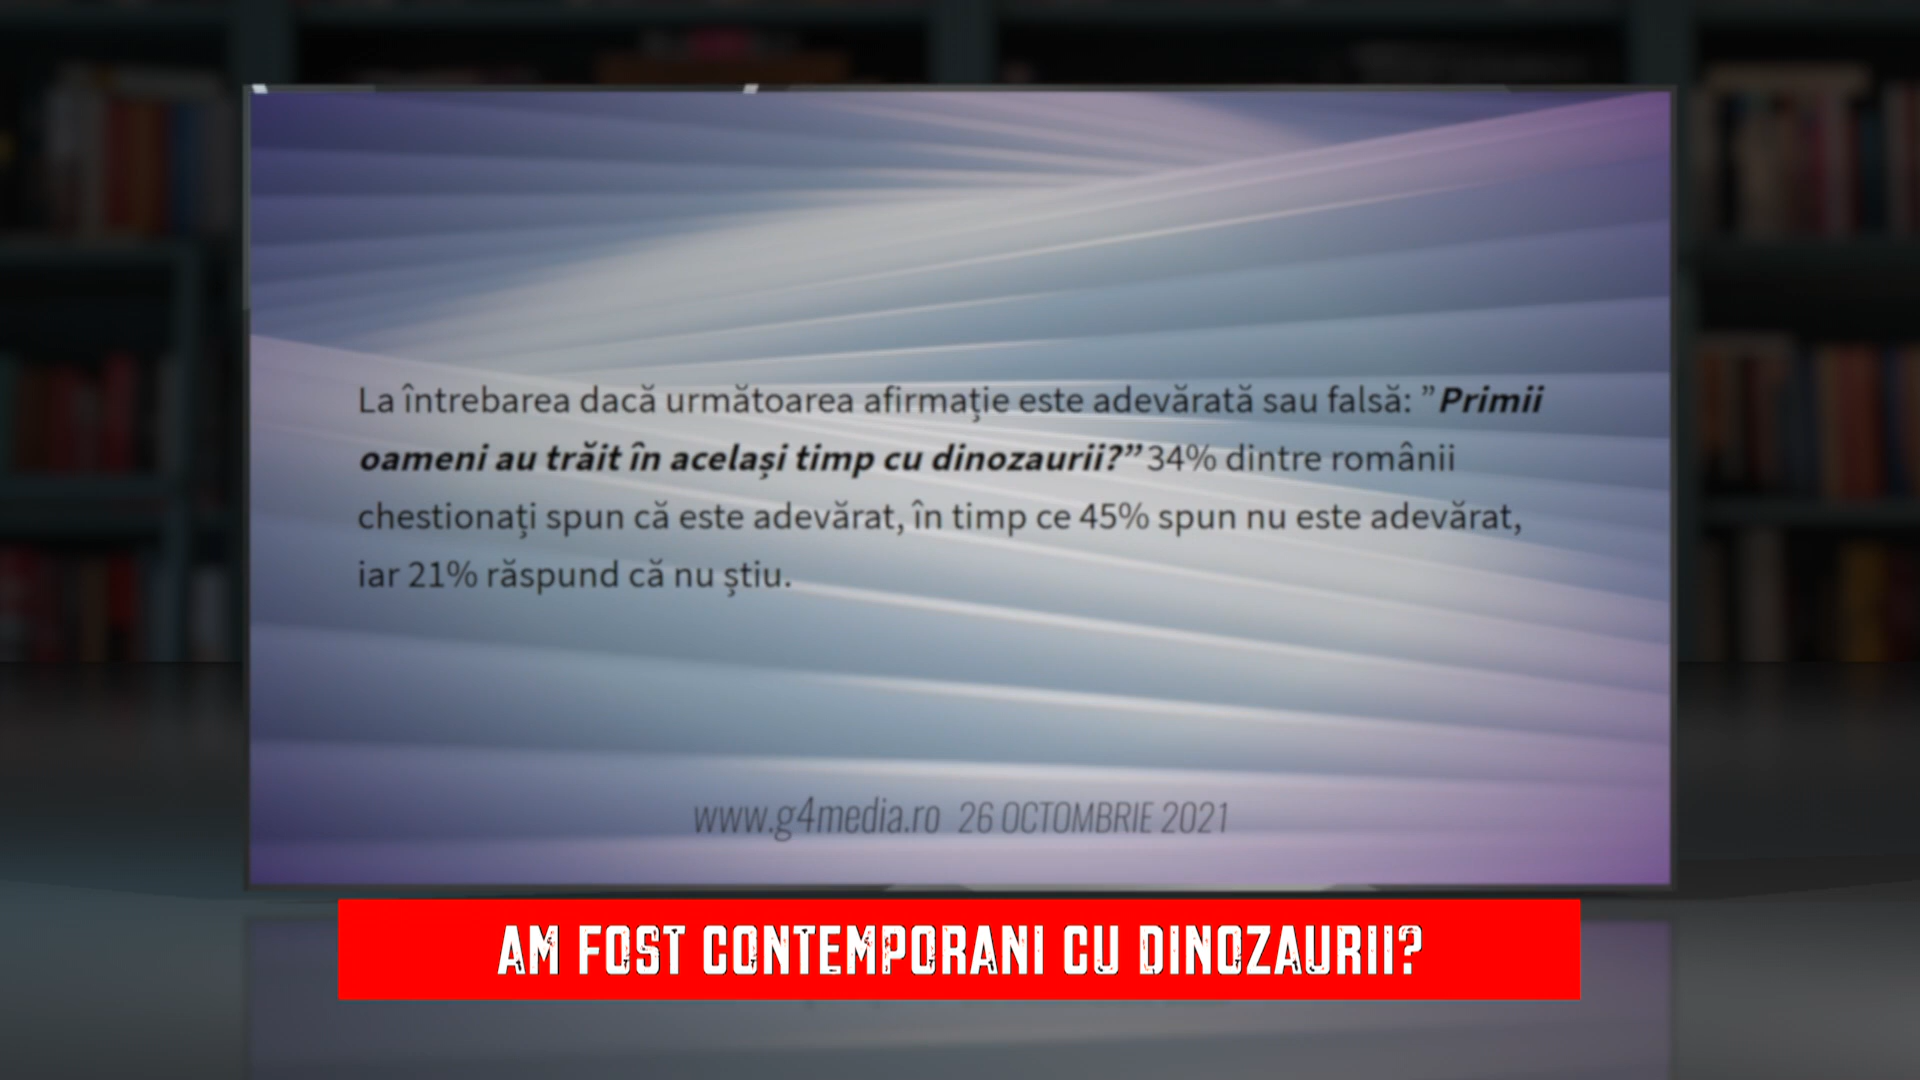 La întrebarea dacă următoarea afirmație este adevărată sau falsă: ”Primii
oameni au trăit în același timp cu dinozaurii?” 34% dintre românii
chestionați spun că este adevărat, în timp ce 45% spun nu este adevărat,
iar 21% răspund că nu știu.
www.g4media.ro 26 OCTOMBRIE 2021
AM FOST CONTEMPORANI CU DINOZAURII?